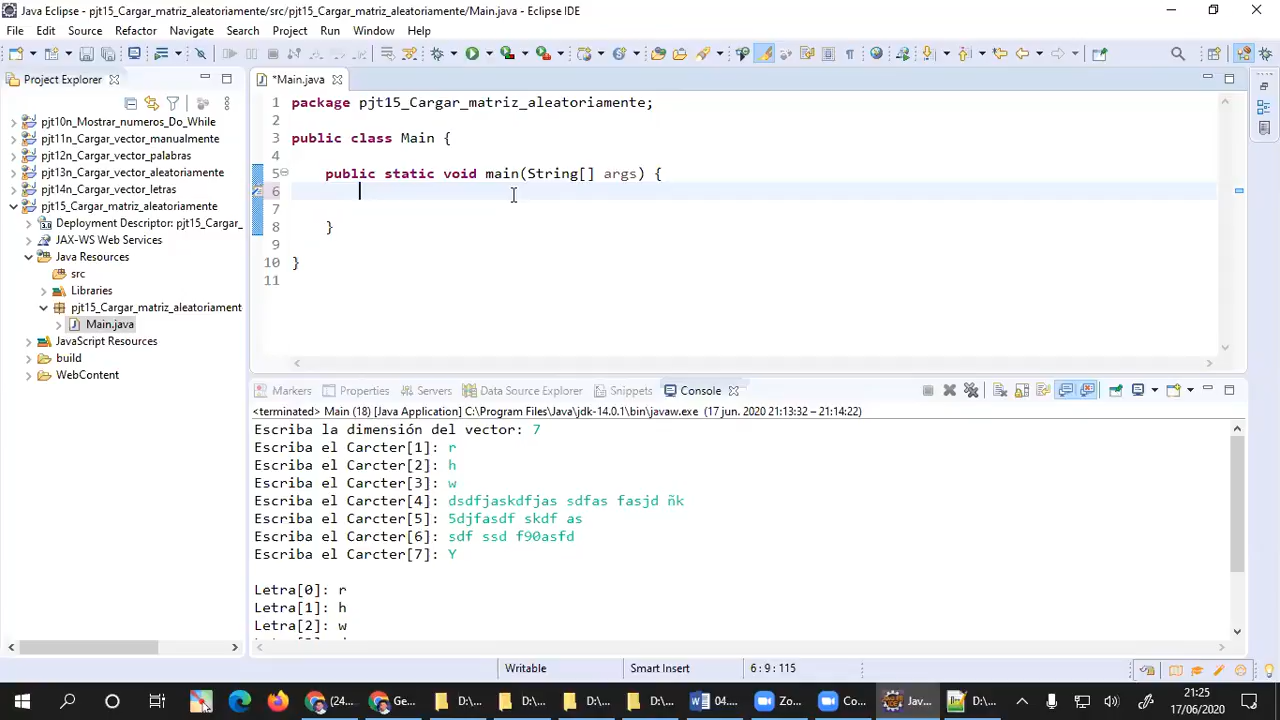 Java Eclipse - pjt15_Cargar_matriz_aleatoriamente/src/pjt15_Cargar_matriz_aleatoriamente/Main.java - Eclipse IDE
File Edit Source Refactor Navigate Search Project Run Window Help
Project Explorer
*Main.java
pjt10n_Mostrar_numeros_Do_While
pjt11n_Cargar_vector_manualmente
pjt12n_Cargar_vector_palabras
pjt13n_Cargar_vector_aleatoriamente
pjt14n_Cargar_vector_letras
pjt15_Cargar_matriz_aleatoriamente
Deployment Descriptor: pjt15_Cargar_
JAX-WS Web Services
Java Resources
src
Libraries
pjt15_Cargar_matriz_aleatoriament
Main.java
JavaScript Resources
build
WebContent
1 package pjt15_Cargar_matriz_aleatoriamente;
2
3 public class Main {
4
5 public static void main(String[] args) {
6
7
8 }
9
10 }
11
Markers Properties Servers Data Source Explorer Snippets Console
<terminated> Main (18) [Java Application] C:\Program Files\Java\jdk-14.0.1\bin\javaw.exe (17 jun. 2020 21:13:32 – 21:14:22)
Escriba la dimensión del vector: 7
Escriba el Carcter[1]: r
Escriba el Carcter[2]: h
Escriba el Carcter[3]: w
Escriba el Carcter[4]: dsdfjaskdfjas sdfas fasjd ñk
Escriba el Carcter[5]: 5djfasdf skdf as
Escriba el Carcter[6]: sdf ssd f90asfd
Escriba el Carcter[7]: Y
Letra[0]: r
Letra[1]: h
Letra[2]: w
Writable Smart Insert 6 : 9 : 115
(24... Ge... D:\... D:\... D:\... 04... Zo... Co... Jav... D:\...
21:25
17/06/2020